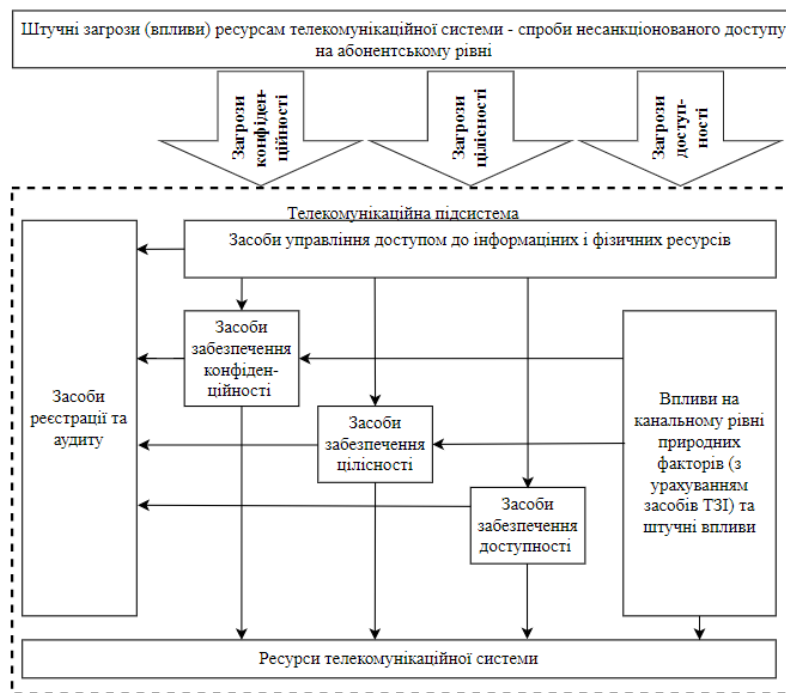 Штучні загрози (впливи) ресурсам телекомунікаційної системи - спроби несанкціонованого доступу
на абонентському рівні
Загрози
конфіден-
ційності
Загрози
цілісності
Загрози
доступ-
ності
Телекомунікаційна підсистема
Засоби управління доступом до інформаціних і фізичних ресурсів
Засоби
забезпечення
конфіден-
ційності
Засоби
реєстрації та
аудиту
Впливи на
канальному рівні
природних
факторів (з
урахуванням
засобів ТЗІ) та
штучні впливи
Засоби
забезпечення
цілісності
Засоби
забезпечення
доступності
Ресурси телекомунікаційної системи